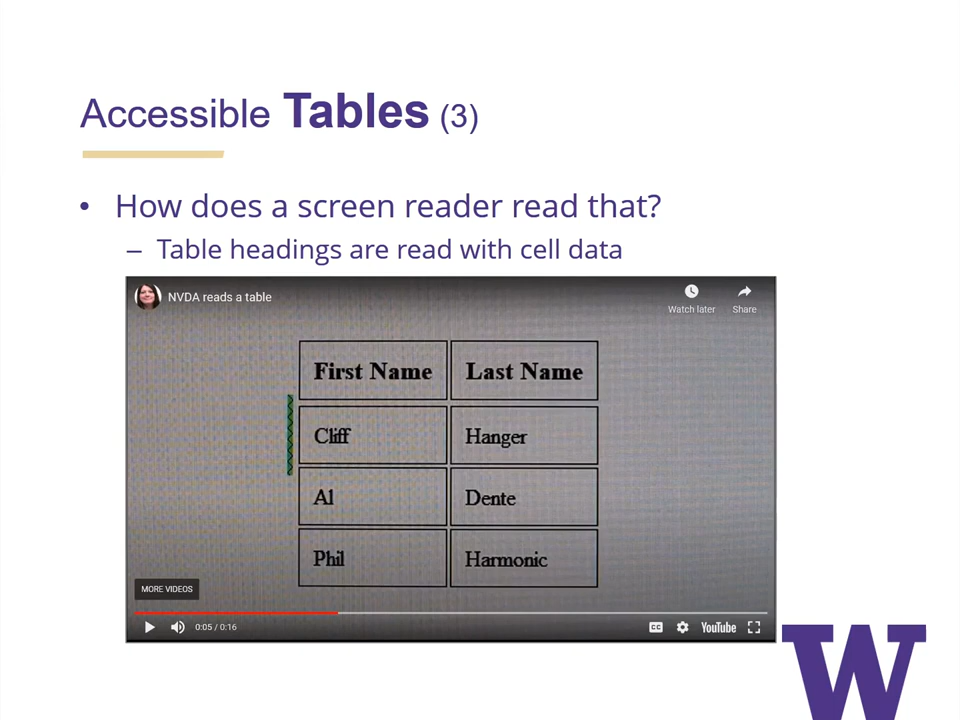 Accessible Tables (3)
• How does a screen reader read that?
– Table headings are read with cell data
NVDA reads a table
Watch later
Share
First Name Last Name
Cliff Hanger
Al Dente
Phil Harmonic
MORE VIDEOS
0:05 / 0:16
CC
YouTube
W